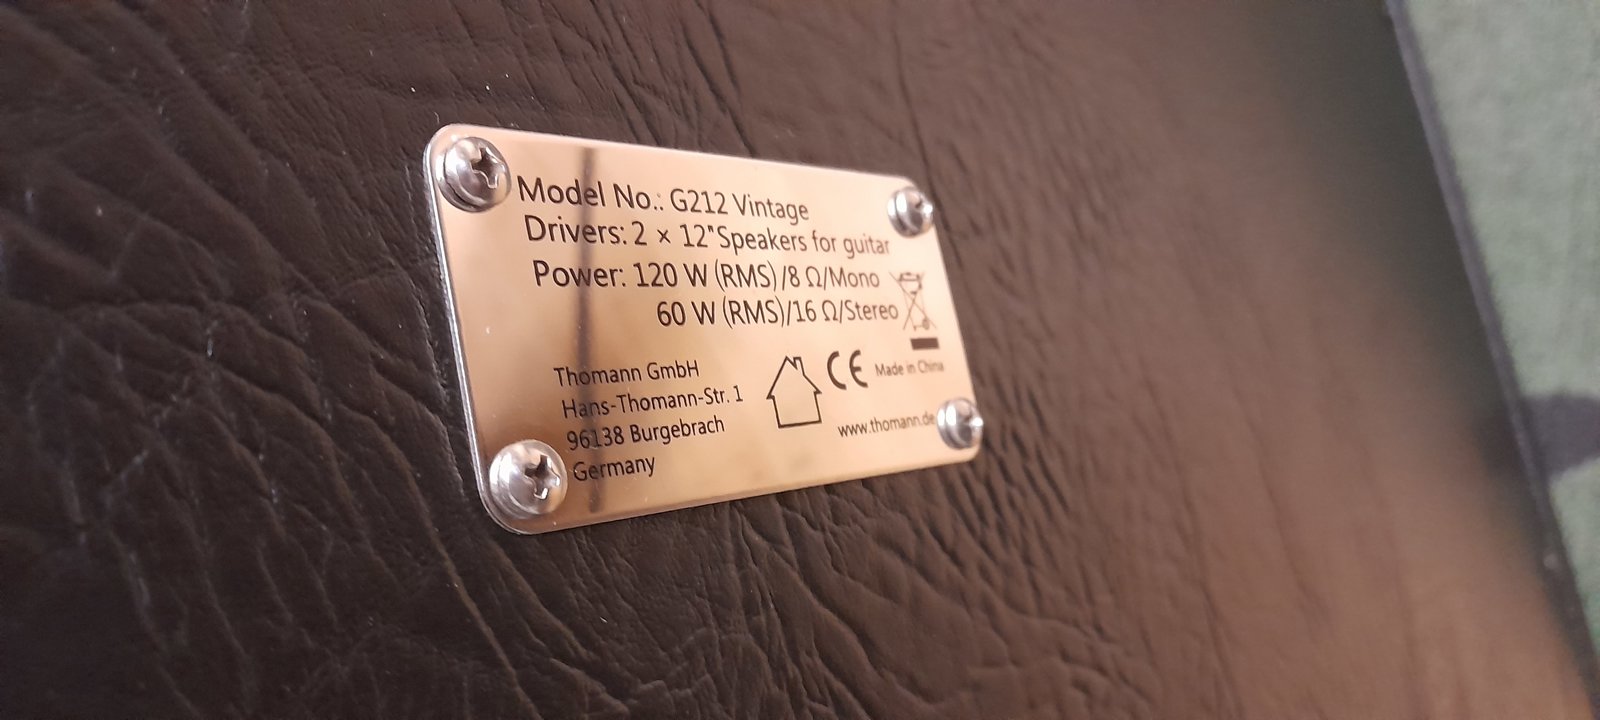 Model No.: G212 Vintage
Drivers: 2 × 12"Speakers for guitar
Power: 120 W (RMS) /8 Ω/Mono
60 W (RMS)/16 Ω/Stereo
Thomann GmbH
Hans-Thomann-Str. 1
96138 Burgebrach
Germany
CE
Made in China
www.thomann.de